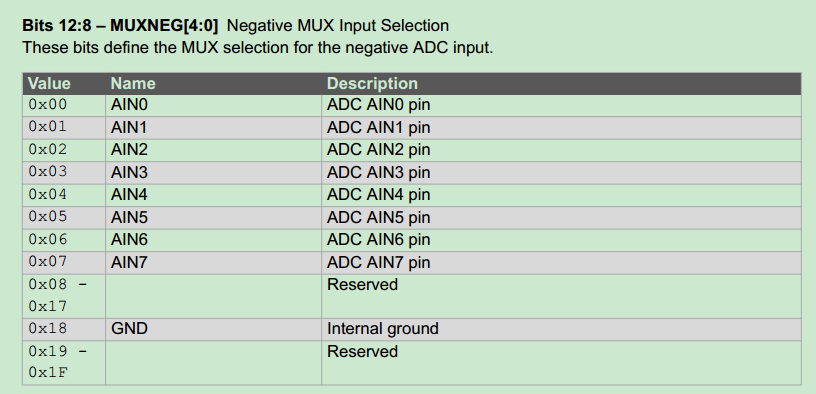 Bits 12:8 – MUXNEG[4:0] Negative MUX Input Selection
These bits define the MUX selection for the negative ADC input.
Value Name Description
0x00 AIN0 ADC AIN0 pin
0x01 AIN1 ADC AIN1 pin
0x02 AIN2 ADC AIN2 pin
0x03 AIN3 ADC AIN3 pin
0x04 AIN4 ADC AIN4 pin
0x05 AIN5 ADC AIN5 pin
0x06 AIN6 ADC AIN6 pin
0x07 AIN7 ADC AIN7 pin
0x08 – Reserved
0x17
0x18 GND Internal ground
0x19 – Reserved
0x1F